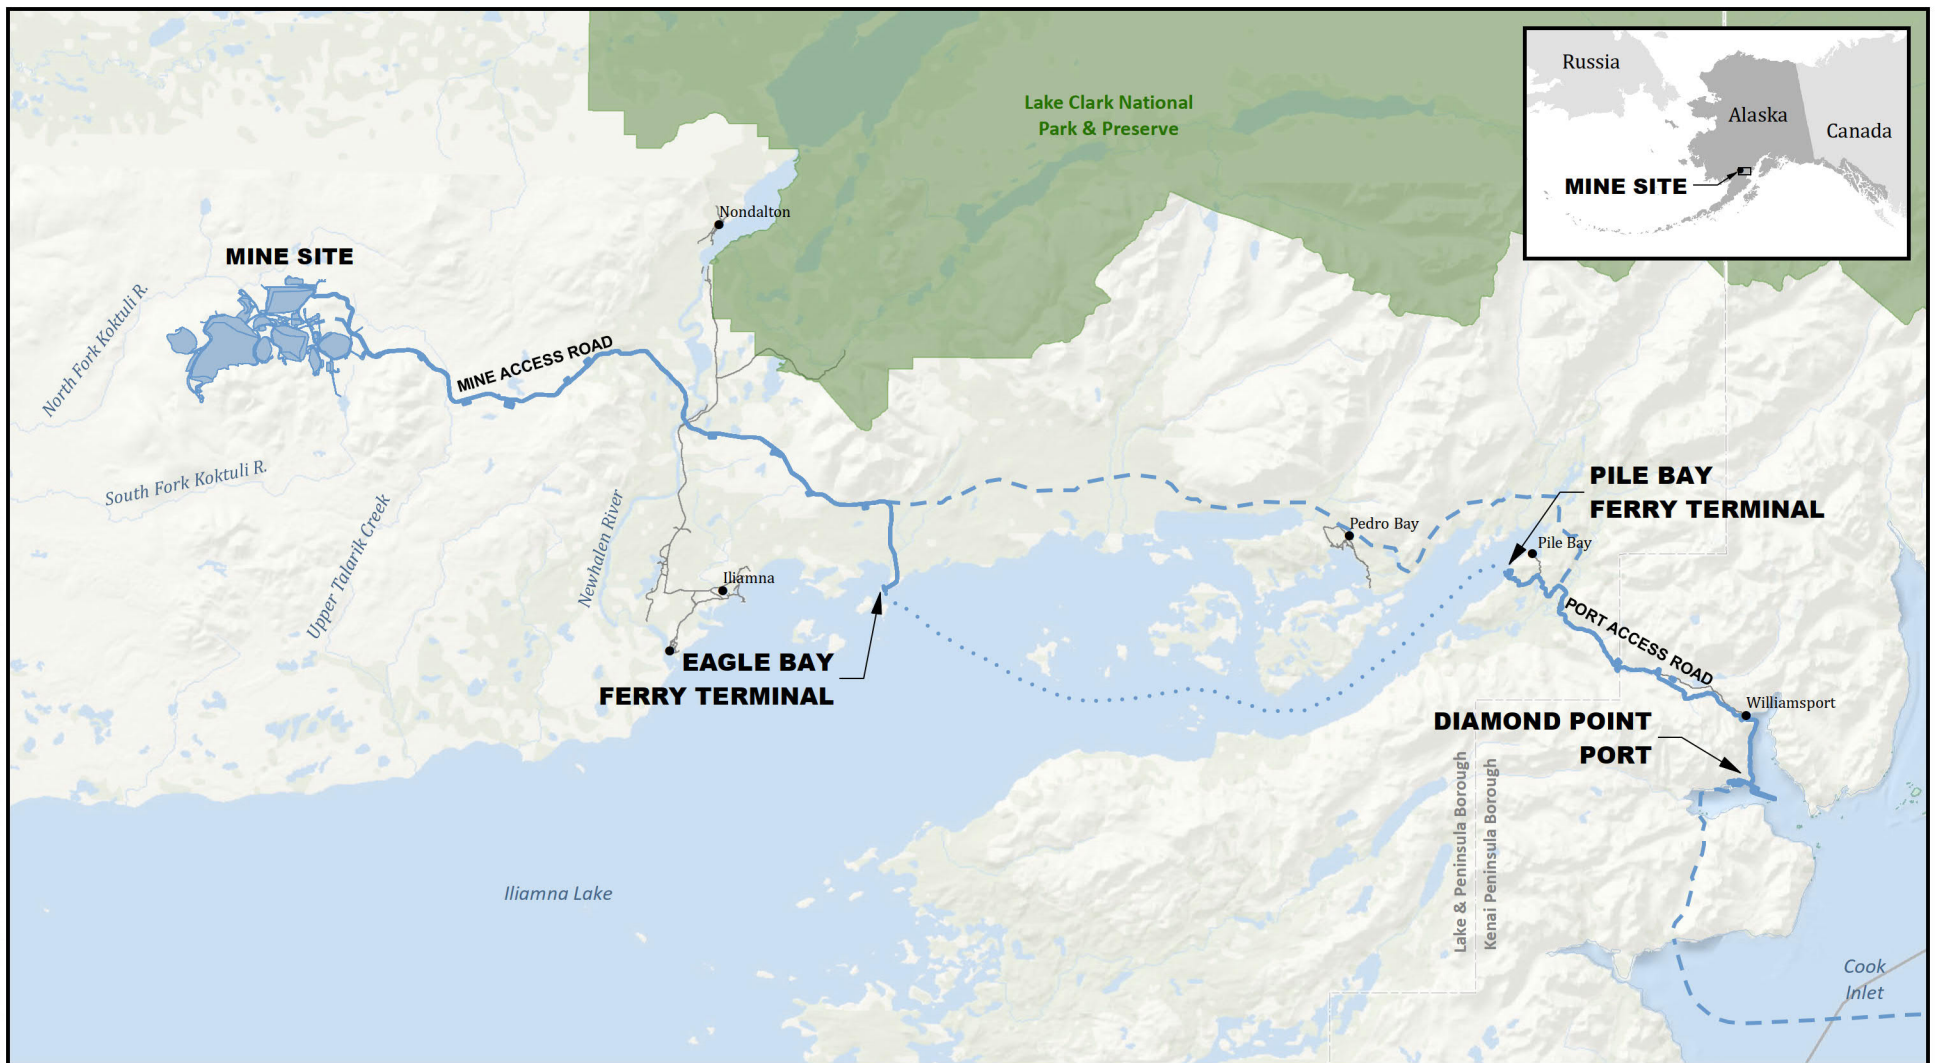 Lake Clark National
Park & Preserve
Russia
Alaska
Canada
MINE SITE
Nondalton
MINE SITE
North Fork Koktuli R.
MINE ACCESS ROAD
South Fork Koktuli R.
Upper Talarik Creek
Newhalen River
Iliamna
EAGLE BAY
FERRY TERMINAL
Pedro Bay
PILE BAY
FERRY TERMINAL
Pile Bay
PORT ACCESS ROAD
Williamsport
DIAMOND POINT
PORT
Lake & Peninsula Borough
Kenai Peninsula Borough
Iliamna Lake
Cook
Inlet